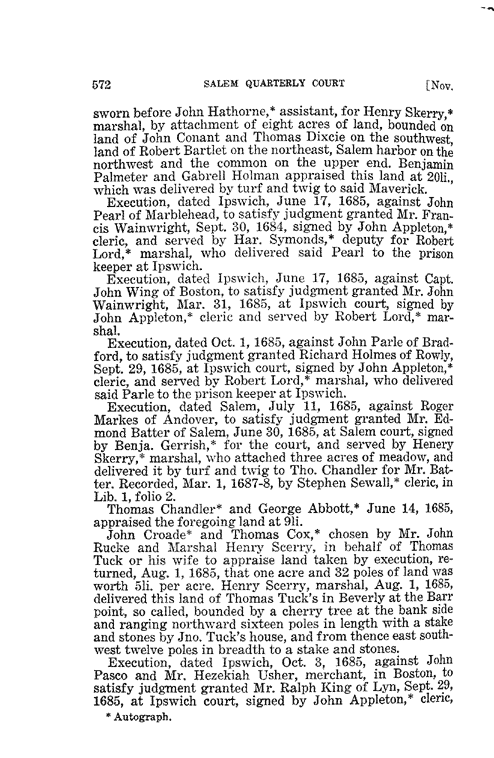 572 SALEM QUARTERLY COURT [Nov.
sworn before John Hathorne,* assistant, for Henry Skerry,*
marshal, by attachment of eight acres of land, bounded on
land of John Conant and Thomas Dixcie on the southwest,
land of Robert Bartlet on the northeast, Salem harbor on the
northwest and the common on the upper end. Benjamin
Palmeter and Gabrell Holman appraised this land at 20li.,
which was delivered by turf and twig to said Maverick.
Execution, dated Ipswich, June 17, 1685, against John
Pearl of Marblehead, to satisfy judgment granted Mr. Fran-
cis Wainwright, Sept. 30, 1684, signed by John Appleton,*
cleric, and served by Har. Symonds,* deputy for Robert
Lord,* marshal, who delivered said Pearl to the prison
keeper at Ipswich.
Execution, dated Ipswich, June 17, 1685, against Capt.
John Wing of Boston, to satisfy judgment granted Mr. John
Wainwright, Mar. 31, 1685, at Ipswich court, signed by
John Appleton,* cleric and served by Robert Lord,* mar-
shal.
Execution, dated Oct. 1, 1685, against John Parle of Brad-
ford, to satisfy judgment granted Richard Holmes of Rowly,
Sept. 29, 1685, at Ipswich court, signed by John Appleton,*
cleric, and served by Robert Lord,* marshal, who delivered
said Parle to the prison keeper at Ipswich.
Execution, dated Salem, July 11, 1685, against Roger
Markes of Andover, to satisfy judgment granted Mr. Ed-
mond Batter of Salem, June 30, 1685, at Salem court, signed
by Benja. Gerrish,* for the court, and served by Henery
Skerry,* marshal, who attached three acres of meadow, and
delivered it by turf and twig to Tho. Chandler for Mr. Bat-
ter. Recorded, Mar. 1, 1687-8, by Stephen Sewall,* cleric, in
Lib. 1, folio 2.
Thomas Chandler* and George Abbott,* June 14, 1685,
appraised the foregoing land at 9li.
John Croade* and Thomas Cox,* chosen by Mr. John
Rucke and Marshal Henry Scerry, in behalf of Thomas
Tuck or his wife to appraise land taken by execution, re-
turned, Aug. 1, 1685, that one acre and 32 poles of land was
worth 5li. per acre. Henry Scerry, marshal, Aug. 1, 1685,
delivered this land of Thomas Tuck's in Beverly at the Barr
point, so called, bounded by a cherry tree at the bank side
and ranging northward sixteen poles in length with a stake
and stones by Jno. Tuck's house, and from thence east south-
west twelve poles in breadth to a stake and stones.
Execution, dated Ipswich, Oct. 3, 1685, against John
Pasco and Mr. Hezekiah Usher, merchant, in Boston, to
satisfy judgment granted Mr. Ralph King of Lyn, Sept. 29,
1685, at Ipswich court, signed by John Appleton,* cleric,
* Autograph.